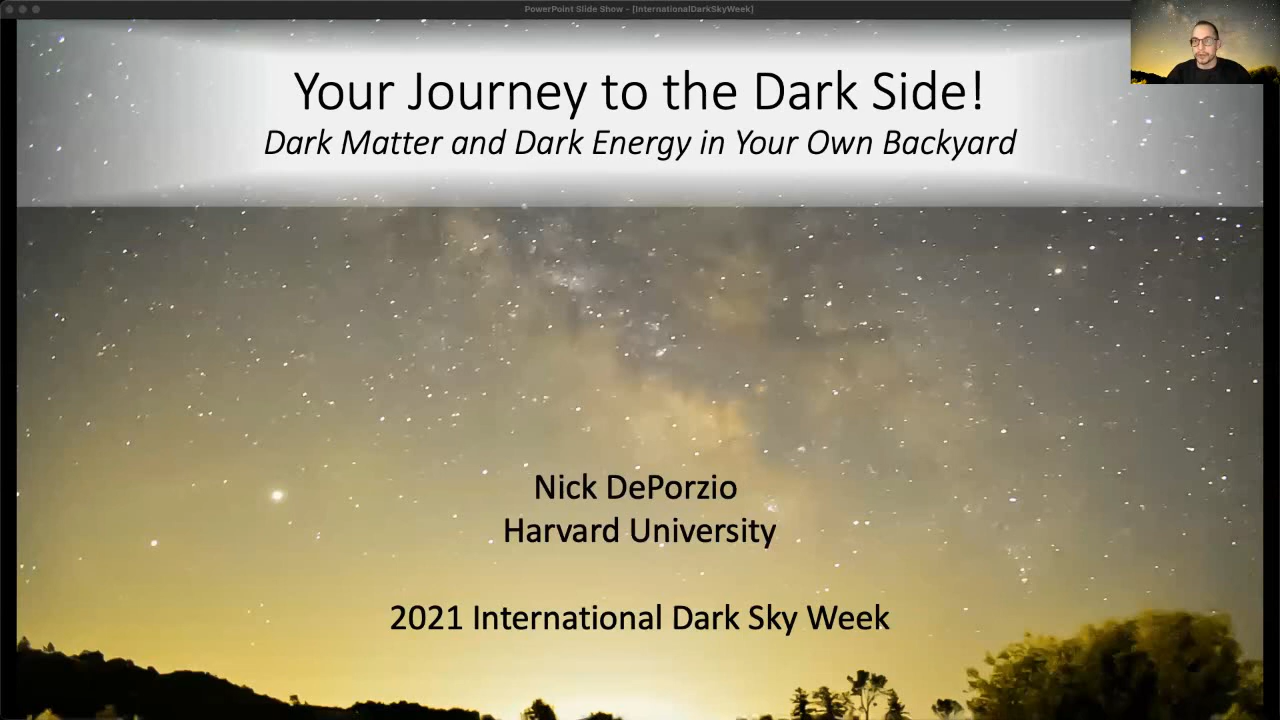 PowerPoint Slide Show - [InternationalDarkSkyWeek]
Your Journey to the Dark Side!
Dark Matter and Dark Energy in Your Own Backyard
Nick DePorzio
Harvard University
2021 International Dark Sky Week